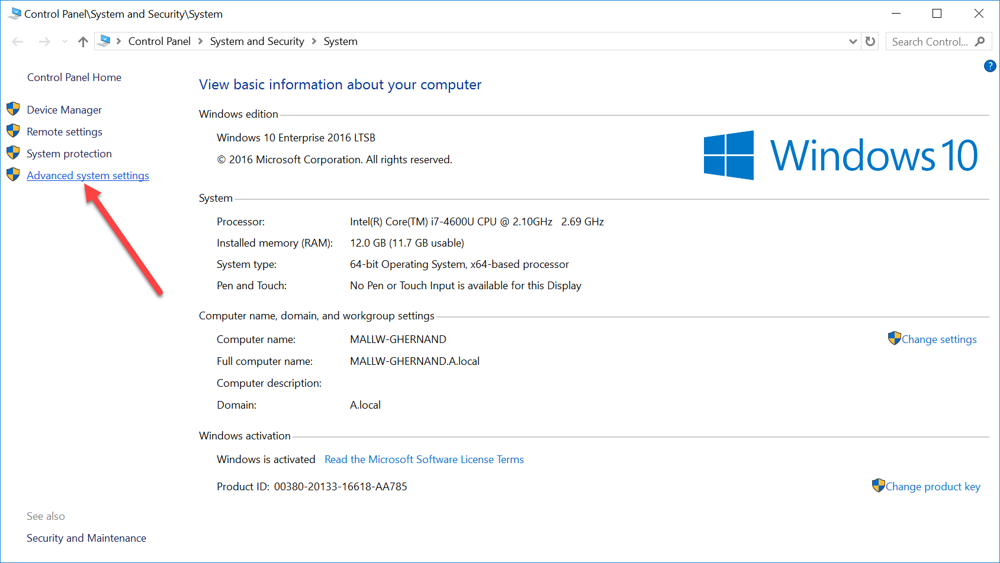 Control Panel\System and Security\System
Control Panel > System and Security > System
Search Control...
?
Control Panel Home
Device Manager
Remote settings
System protection
Advanced system settings
View basic information about your computer
Windows edition
Windows 10 Enterprise 2016 LTSB
© 2016 Microsoft Corporation. All rights reserved.
Windows 10
System
Processor: Intel(R) Core(TM) i7-4600U CPU @ 2.10GHz 2.69 GHz
Installed memory (RAM): 12.0 GB (11.7 GB usable)
System type: 64-bit Operating System, x64-based processor
Pen and Touch: No Pen or Touch Input is available for this Display
Computer name, domain, and workgroup settings
Computer name: MALLW-GHERNAND
Change settings
Full computer name: MALLW-GHERNAND.A.local
Computer description:
Domain: A.local
Windows activation
Windows is activated Read the Microsoft Software License Terms
Product ID: 00380-20133-16618-AA785
Change product key
See also
Security and Maintenance